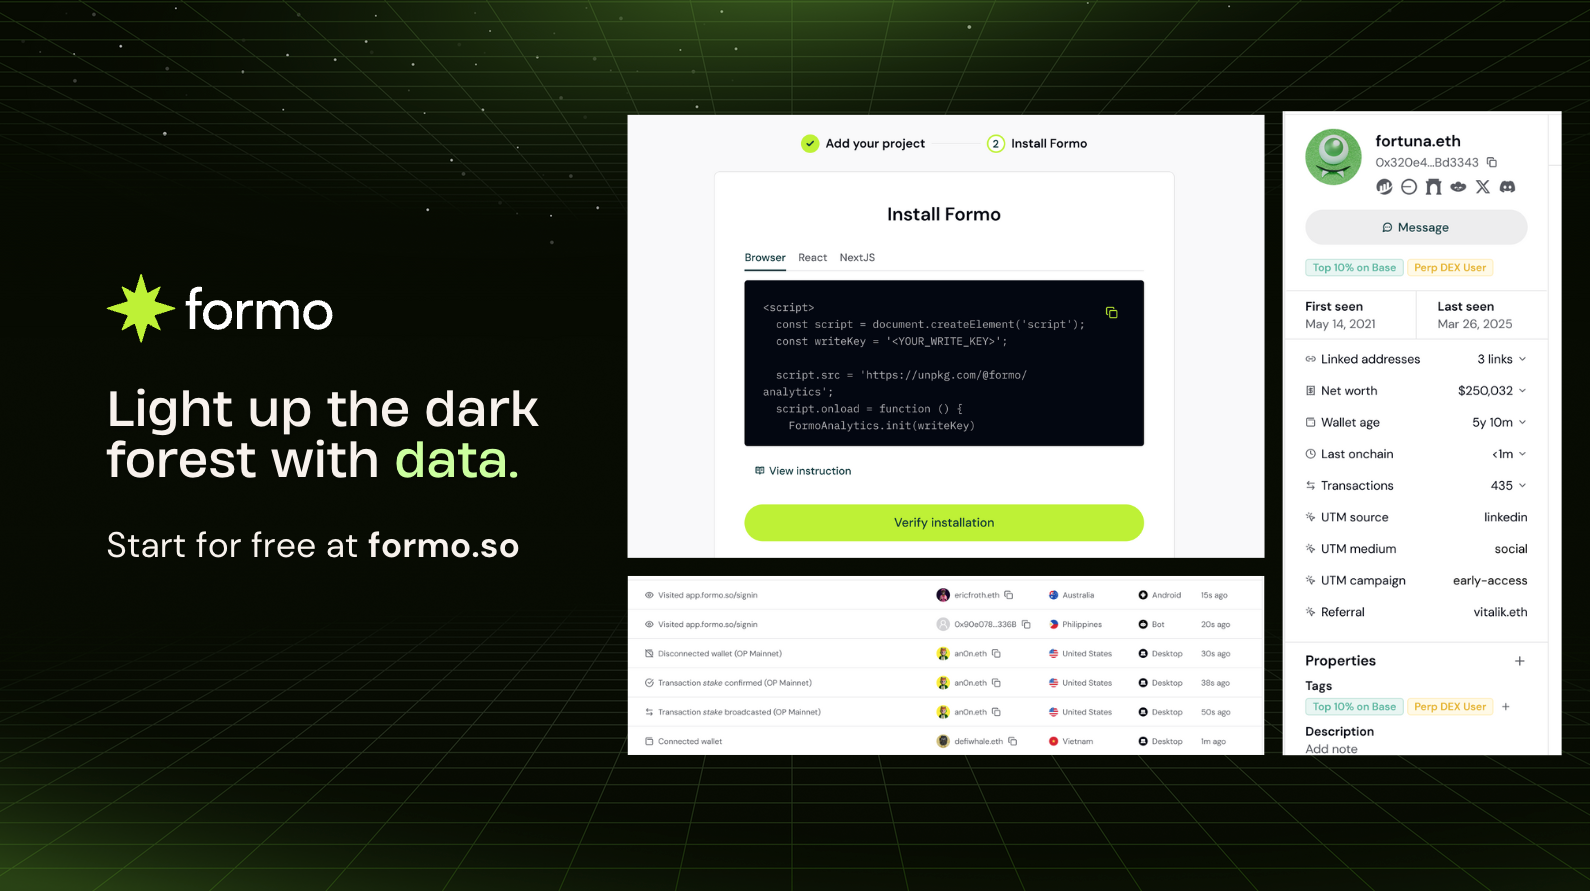 formo
Light up the dark
forest with data.
Start for free at formo.so
Add your project
2
Install Formo
Install Formo
Browser React NextJS
<script>
const script = document.createElement('script');
const writeKey = '<YOUR_WRITE_KEY>';
script.src = 'https://unpkg.com/@formo/
analytics';
script.onload = function () {
FormoAnalytics.init(writeKey)
View instruction
Verify installation
Visited app.formo.so/signin ericfroth.eth Australia Android 15s ago
Visited app.formo.so/signin 0x90e078...336B Philippines Bot 20s ago
Disconnected wallet (OP Mainnet) an0n.eth United States Desktop 30s ago
Transaction stake confirmed (OP Mainnet) an0n.eth United States Desktop 38s ago
Transaction stake broadcasted (OP Mainnet) an0n.eth United States Desktop 50s ago
Connected wallet defiwhale.eth Vietnam Desktop 1m ago
fortuna.eth
0x320e4...Bd3343
Message
Top 10% on Base Perp DEX User
First seen Last seen
May 14, 2021 Mar 26, 2025
Linked addresses 3 links
Net worth $250,032
Wallet age 5y 10m
Last onchain <1m
Transactions 435
UTM source linkedin
UTM medium social
UTM campaign early-access
Referral vitalik.eth
Properties +
Tags
Top 10% on Base Perp DEX User +
Description
Add note